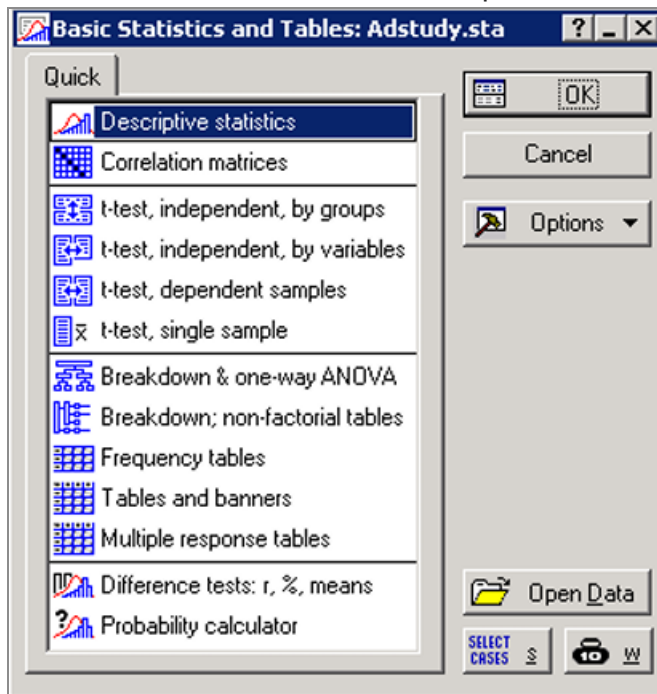 Basic Statistics and Tables: Adstudy.sta
Quick
Descriptive statistics
Correlation matrices
t-test, independent, by groups
t-test, independent, by variables
t-test, dependent samples
t-test, single sample
Breakdown & one-way ANOVA
Breakdown; non-factorial tables
Frequency tables
Tables and banners
Multiple response tables
Difference tests: r, %, means
Probability calculator
OK
Cancel
Options
Open Data
SELECT
CASES S
10 W